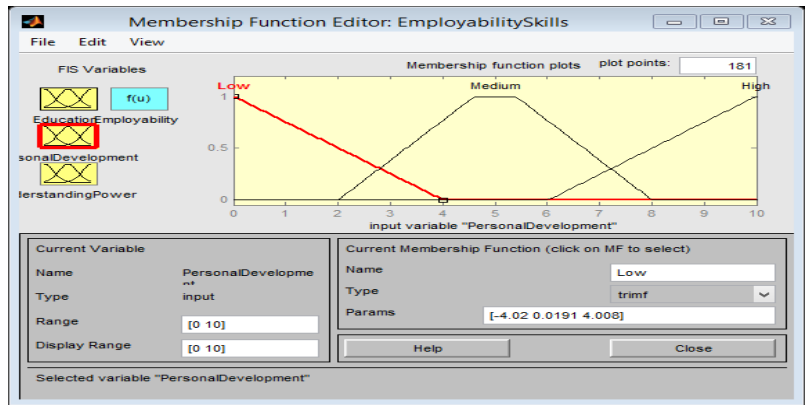 Membership Function Editor: EmployabilitySkills
File Edit View
FIS Variables
f(u)
EducationEmployability
sonalDevelopment
lerstandingPower
Membership function plots plot points: 181
Low Medium High
1
0.5
0
0 1 2 3 4 5 6 7 8 9 10
input variable "PersonalDevelopment"
Current Variable
Name PersonalDevelopme
nt
Type input
Range [0 10]
Display Range [0 10]
Current Membership Function (click on MF to select)
Name Low
Type trimf
Params [-4.02 0.0191 4.008]
Help Close
Selected variable "PersonalDevelopment"